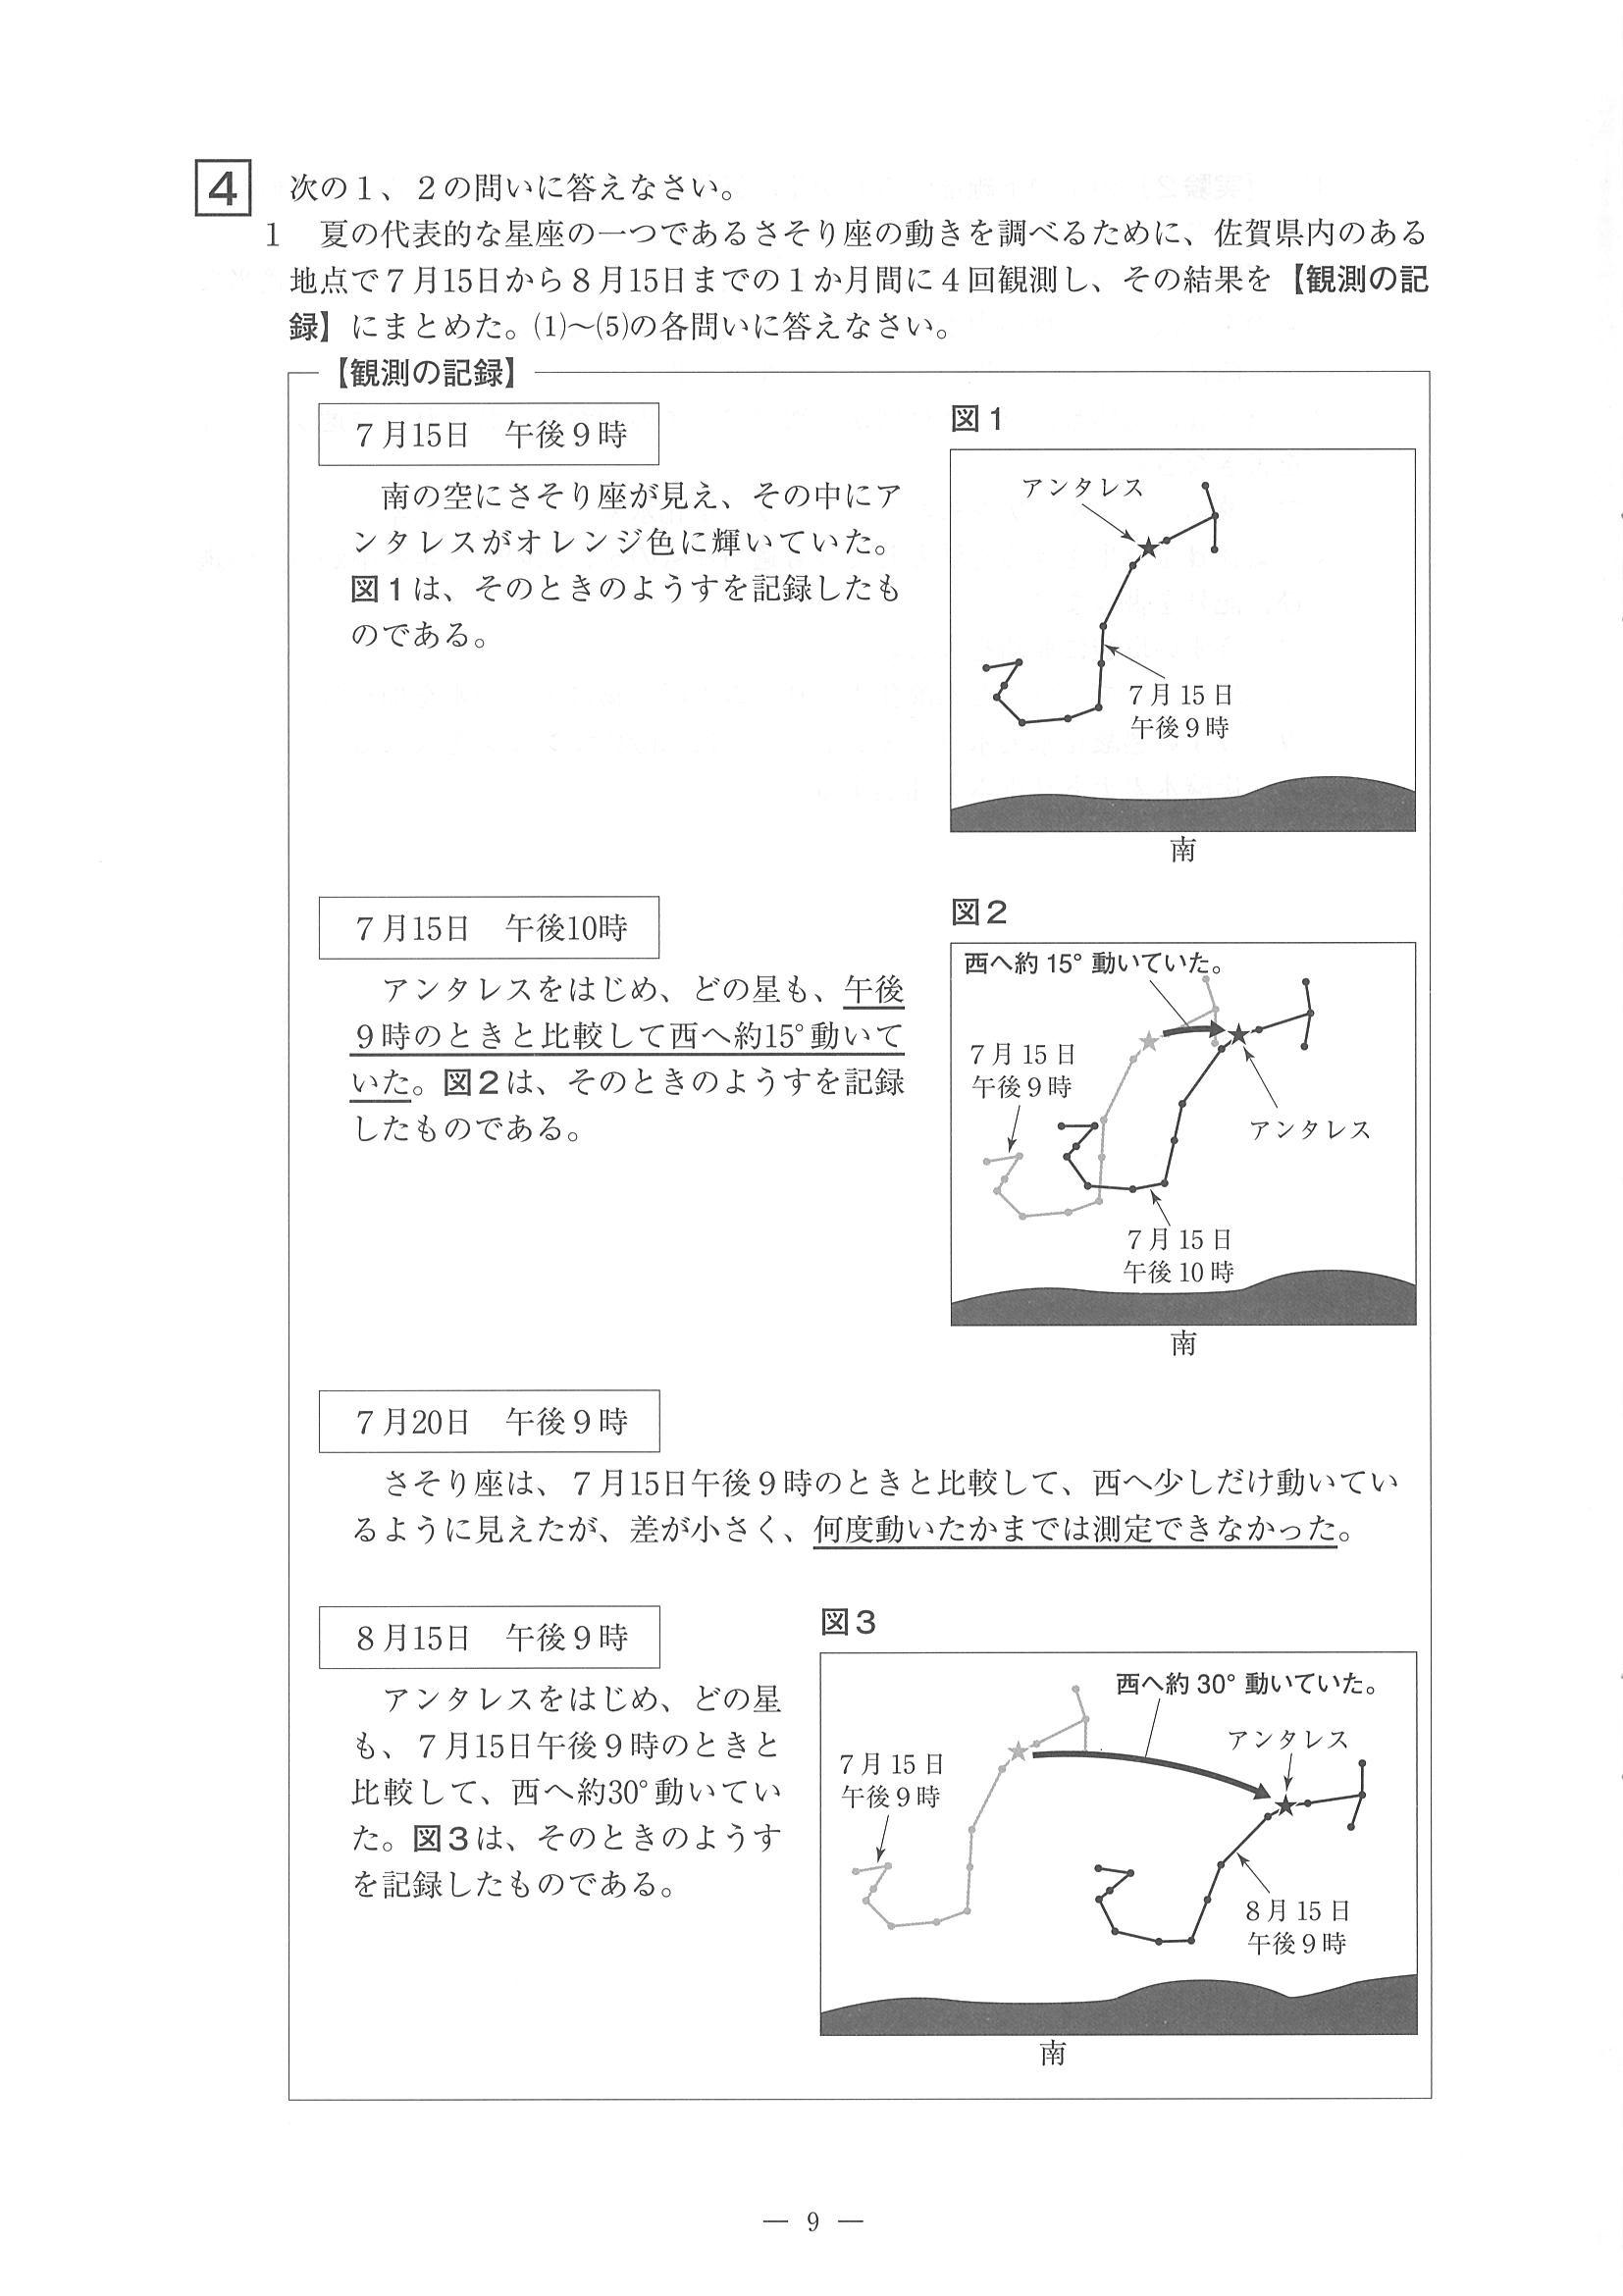 4 次の１、２の問いに答えなさい。
1 夏の代表的な星座の一つであるさそり座の動きを調べるために、佐賀県内のある
地点で７月15日から８月15日までの１か月間に４回観測し、その結果を【観測の記
録】にまとめた。⑴～⑸の各問いに答えなさい。
【観測の記録】
７月15日　午後９時
南の空にさそり座が見え、その中にア
ンタレスがオレンジ色に輝いていた。
図１は、そのときのようすを記録したも
のである。
図１
アンタレス
７月 15 日
午後９時
南
７月15日　午後10時
アンタレスをはじめ、どの星も、午後
９時のときと比較して西へ約15°動いて
いた。図２は、そのときのようすを記録
したものである。
図２
西へ約 15° 動いていた。
７月 15 日
午後９時
アンタレス
７月 15 日
午後 10 時
南
７月20日　午後９時
さそり座は、７月15日午後９時のときと比較して、西へ少しだけ動いてい
るように見えたが、差が小さく、何度動いたかまでは測定できなかった。
８月15日　午後９時
アンタレスをはじめ、どの星
も、７月15日午後９時のときと
比較して、西へ約30°動いてい
た。図３は、そのときのようす
を記録したものである。
図３
西へ約 30° 動いていた。
アンタレス
７月 15 日
午後９時
８月 15 日
午後９時
南
― 9 ―